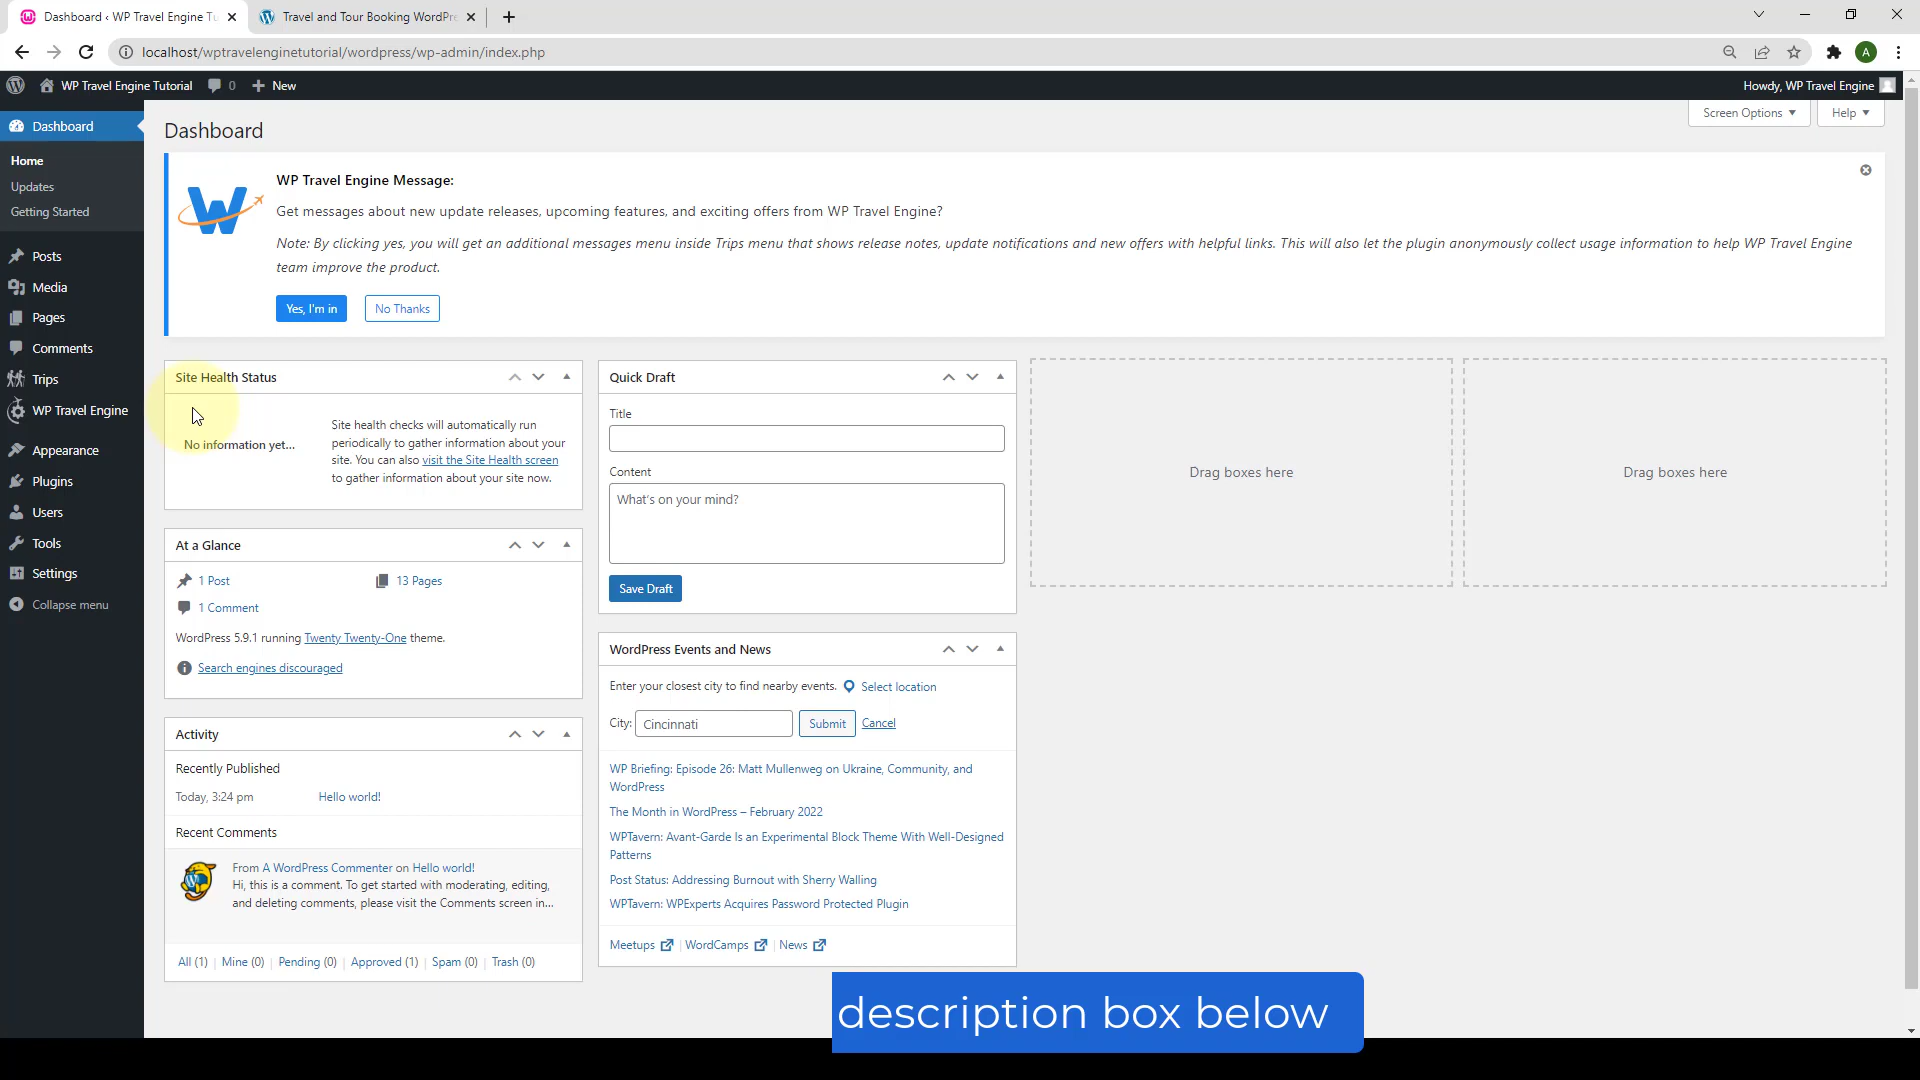 Dashboard ‹ WP Travel Engine Tu
Travel and Tour Booking WordPre
localhost/wptravelenginetutorial/wordpress/wp-admin/index.php
A
WP Travel Engine Tutorial
0
New
Howdy, WP Travel Engine
Dashboard
Home
Updates
Getting Started
Posts
Media
Pages
Comments
Trips
WP Travel Engine
Appearance
Plugins
Users
Tools
Settings
Collapse menu
Dashboard
Screen Options
Help
WP Travel Engine Message:
Get messages about new update releases, upcoming features, and exciting offers from WP Travel Engine?
Note: By clicking yes, you will get an additional messages menu inside Trips menu that shows release notes, update notifications and new offers with helpful links. This will also let the plugin anonymously collect usage information to help WP Travel Engine
team improve the product.
Yes, I'm in
No Thanks
Site Health Status
No information yet...
Site health checks will automatically run
periodically to gather information about your
site. You can also visit the Site Health screen
to gather information about your site now.
At a Glance
1 Post
13 Pages
1 Comment
WordPress 5.9.1 running Twenty Twenty-One theme.
Search engines discouraged
Activity
Recently Published
Today, 3:24 pm
Hello world!
Recent Comments
From A WordPress Commenter on Hello world!
Hi, this is a comment. To get started with moderating, editing,
and deleting comments, please visit the Comments screen in...
All (1) | Mine (0) | Pending (0) | Approved (1) | Spam (0) | Trash (0)
Quick Draft
Title
Content
What's on your mind?
Save Draft
WordPress Events and News
Enter your closest city to find nearby events.
Select location
City:
Cincinnati
Submit
Cancel
WP Briefing: Episode 26: Matt Mullenweg on Ukraine, Community, and
WordPress
The Month in WordPress – February 2022
WPTavern: Avant-Garde Is an Experimental Block Theme With Well-Designed
Patterns
Post Status: Addressing Burnout with Sherry Walling
WPTavern: WPExperts Acquires Password Protected Plugin
Meetups | WordCamps | News
Drag boxes here
Drag boxes here
description box below